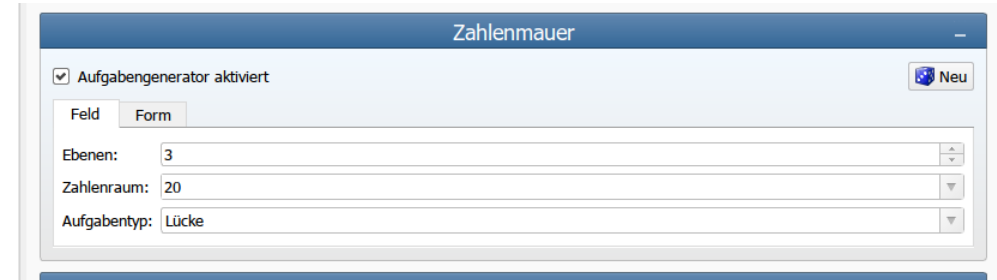 Zahlenmauer
Aufgabengenerator aktiviert Neu
Feld Form
Ebenen: 3
Zahlenraum: 20
Aufgabentyp: Lücke